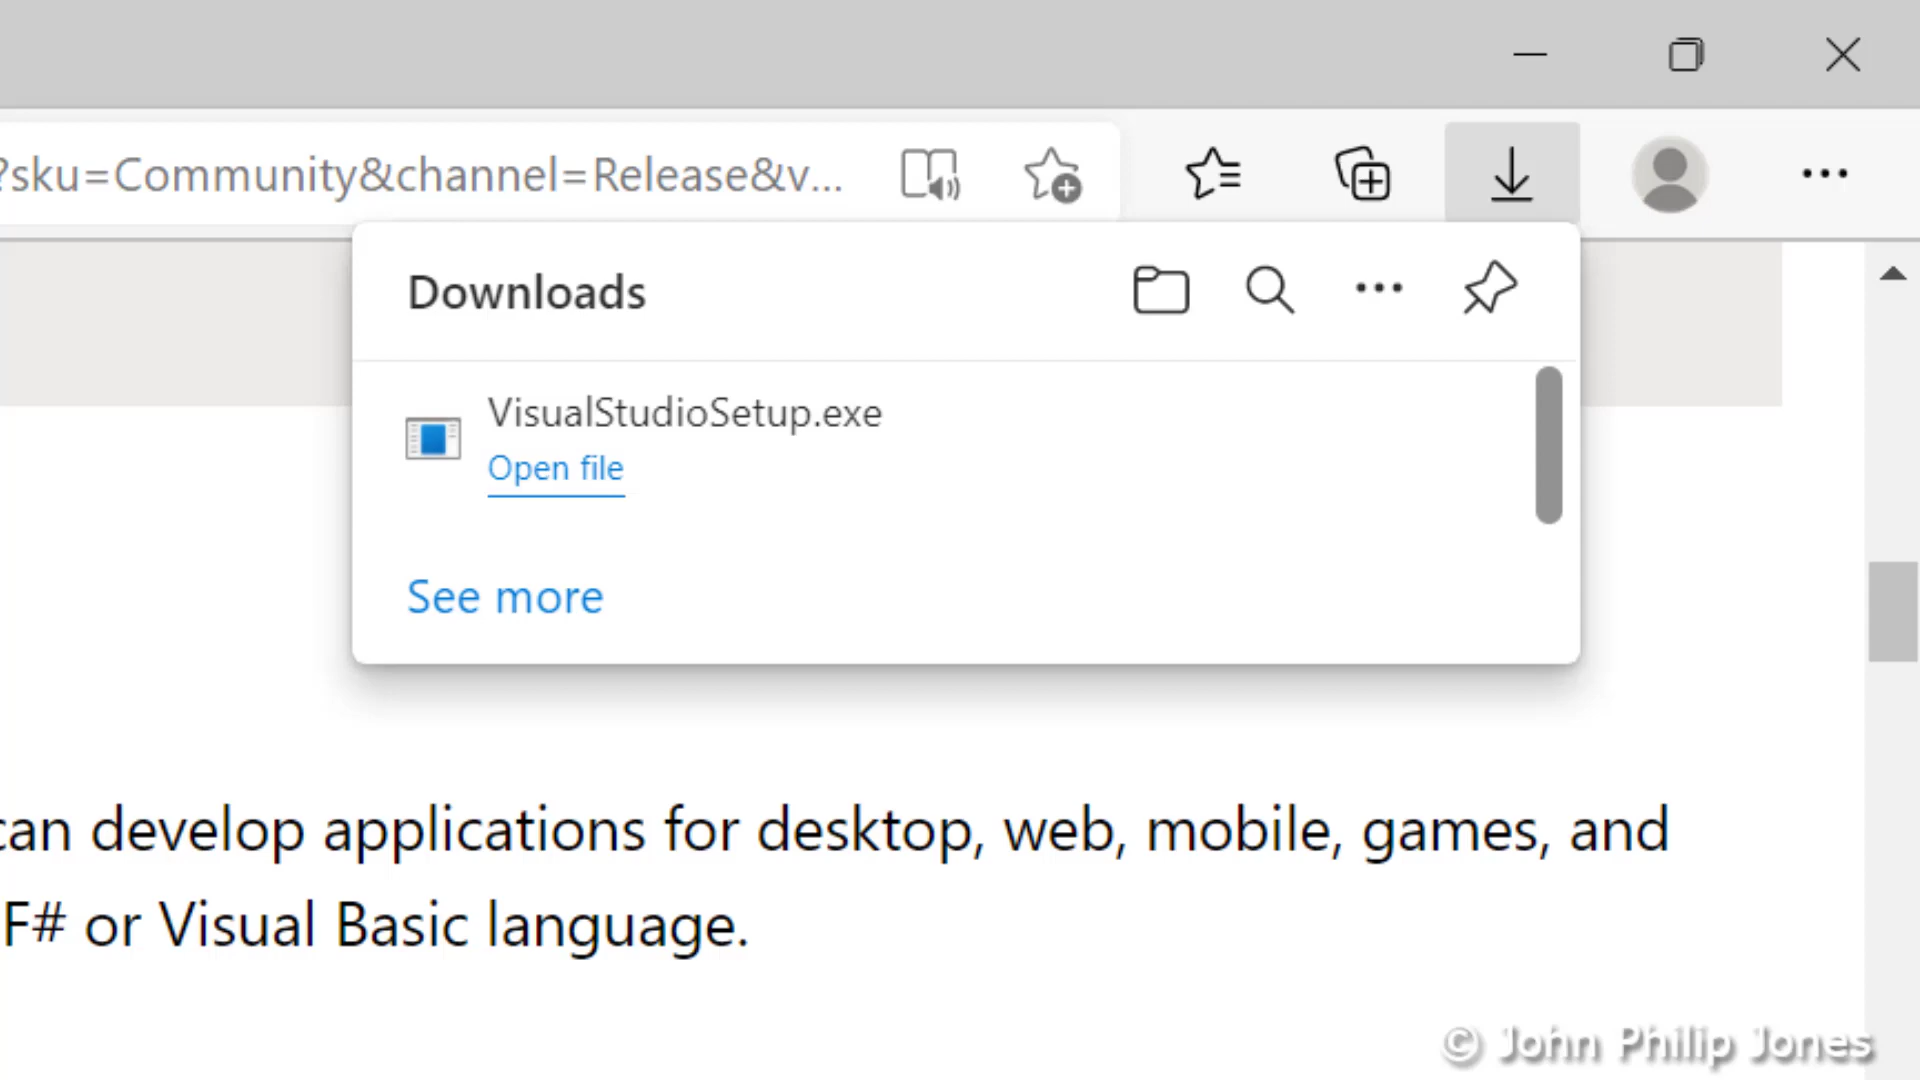 ?sku=Community&channel=Release&v...
Downloads
VisualStudioSetup.exe
Open file
See more
can develop applications for desktop, web, mobile, games, and
F# or Visual Basic language.
© John Philip Jones